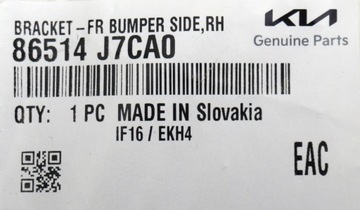 BRACKET-FR BUMPER SIDE,RH
86514 J7CA0
KIA
Genuine Parts
QTY: 1 PC MADE IN Slovakia
IF16 / EKH4
EAC